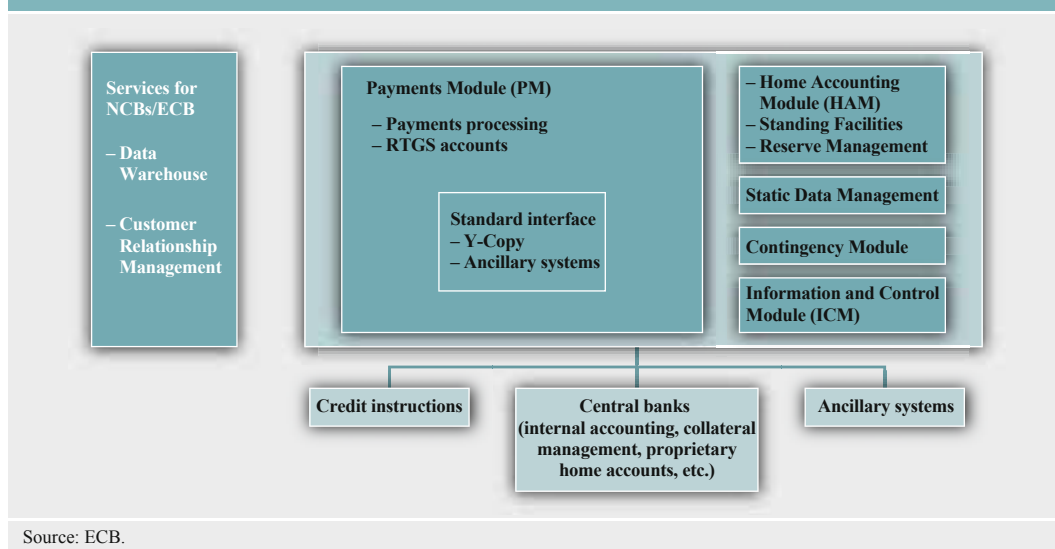 Services for
NCBs/ECB
– Data
Warehouse
– Customer
Relationship
Management
Payments Module (PM)
– Payments processing
– RTGS accounts
Standard interface
– Y-Copy
– Ancillary systems
– Home Accounting
Module (HAM)
– Standing Facilities
– Reserve Management
Static Data Management
Contingency Module
Information and Control
Module (ICM)
Credit instructions
Central banks
(internal accounting, collateral
management, proprietary
home accounts, etc.)
Ancillary systems
Source: ECB.